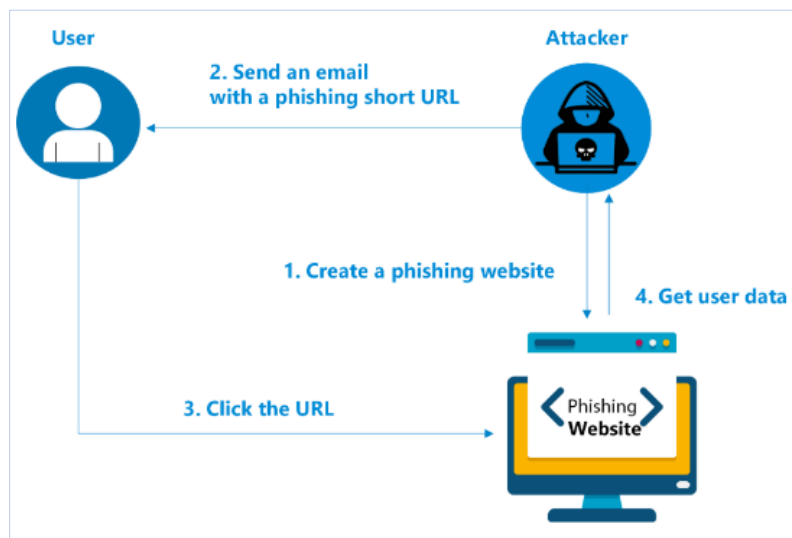 User
Attacker
2. Send an email
with a phishing short URL
1. Create a phishing website
4. Get user data
3. Click the URL
Phishing
Website